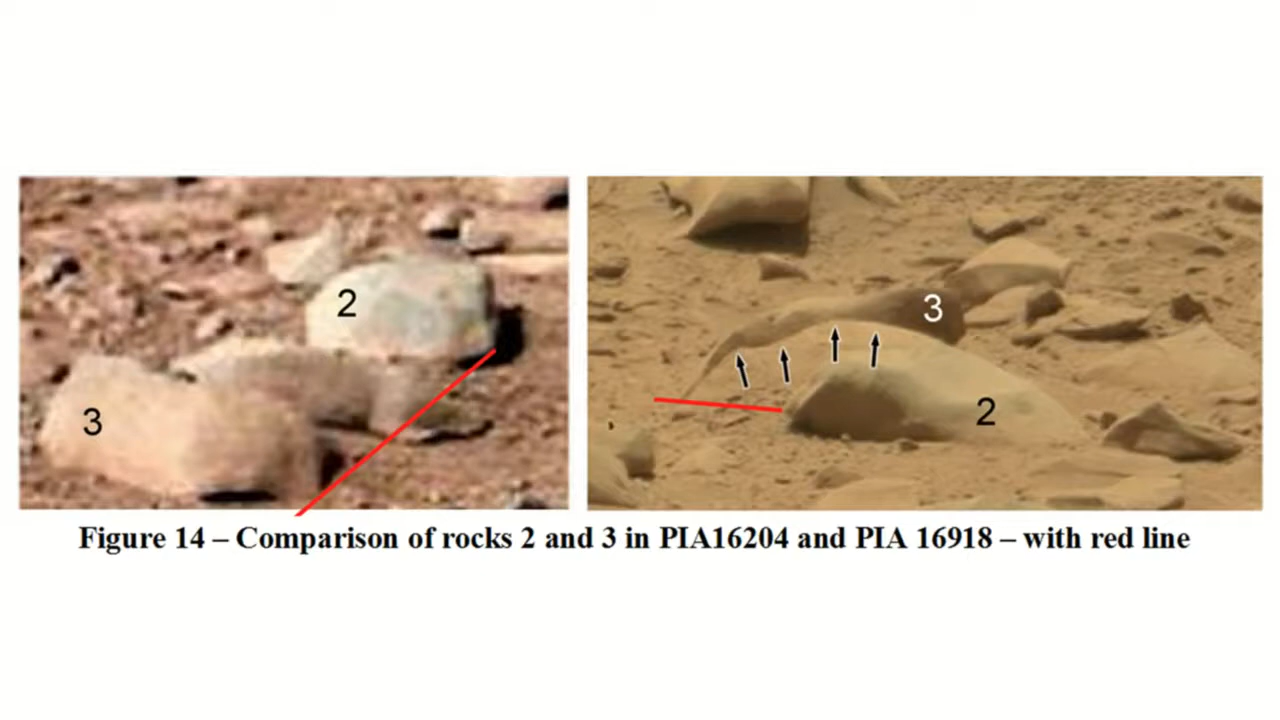 2
3
3
2
Figure 14 – Comparison of rocks 2 and 3 in PIA16204 and PIA 16918 – with red line